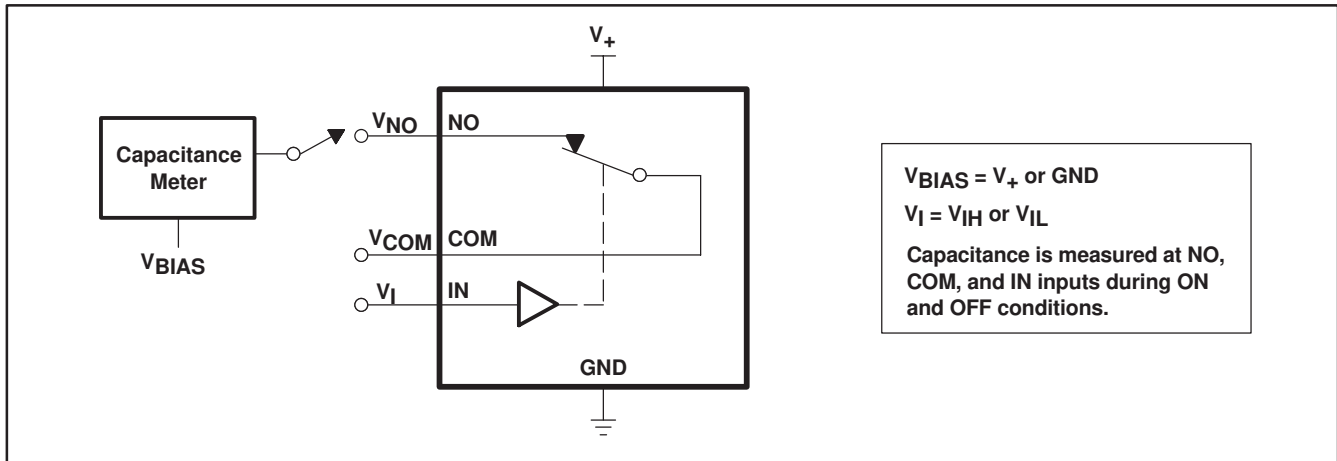 V+
Capacitance
Meter
VBIAS
VNO
NO
VCOM
COM
VI
IN
GND
VBIAS = V+ or GND
VI = VIH or VIL
Capacitance is measured at NO,
COM, and IN inputs during ON
and OFF conditions.